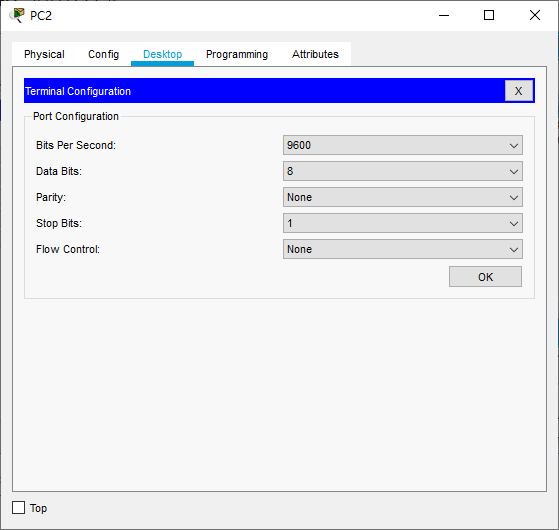 PC2
Physical Config Desktop Programming Attributes
Terminal Configuration X
Port Configuration
Bits Per Second: 9600
Data Bits: 8
Parity: None
Stop Bits: 1
Flow Control: None
OK
Top